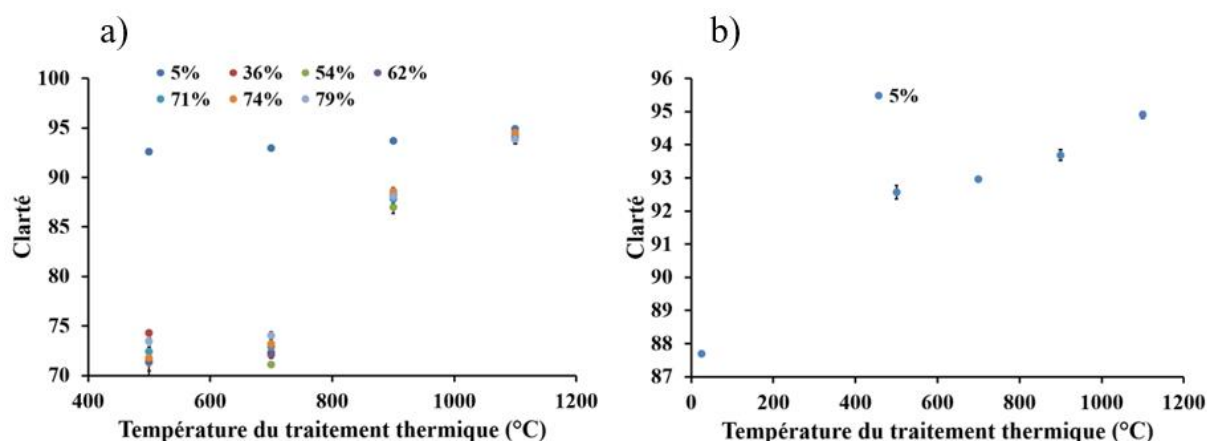 a)
5% 36% 54% 62%
71% 74% 79%
100
95
90
85
80
75
70
400 600 800 1000 1200
Clarté
Température du traitement thermique (°C)
b)
5%
96
95
94
93
92
91
90
89
88
87
0 200 400 600 800 1000 1200
Clarté
Température du traitement thermique (°C)